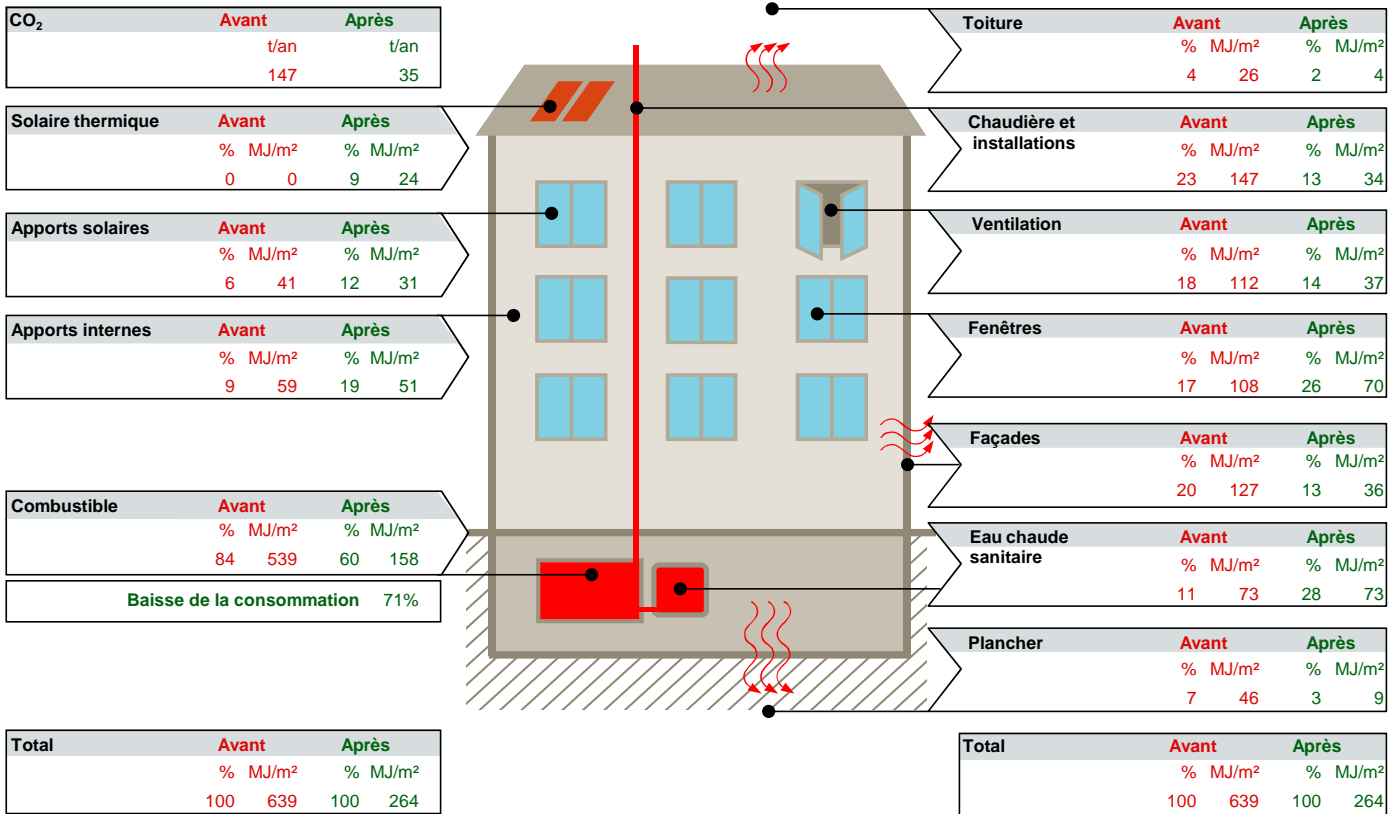 CO₂ Avant Après
t/an t/an
147 35
Solaire thermique Avant Après
% MJ/m² % MJ/m²
0 0 9 24
Apports solaires Avant Après
% MJ/m² % MJ/m²
6 41 12 31
Apports internes Avant Après
% MJ/m² % MJ/m²
9 59 19 51
Combustible Avant Après
% MJ/m² % MJ/m²
84 539 60 158
Baisse de la consommation 71%
Total Avant Après
% MJ/m² % MJ/m²
100 639 100 264
Toiture Avant Après
% MJ/m² % MJ/m²
4 26 2 4
Chaudière et Avant Après
installations % MJ/m² % MJ/m²
23 147 13 34
Ventilation Avant Après
% MJ/m² % MJ/m²
18 112 14 37
Fenêtres Avant Après
% MJ/m² % MJ/m²
17 108 26 70
Façades Avant Après
% MJ/m² % MJ/m²
20 127 13 36
Eau chaude Avant Après
sanitaire % MJ/m² % MJ/m²
11 73 28 73
Plancher Avant Après
% MJ/m² % MJ/m²
7 46 3 9
Total Avant Après
% MJ/m² % MJ/m²
100 639 100 264